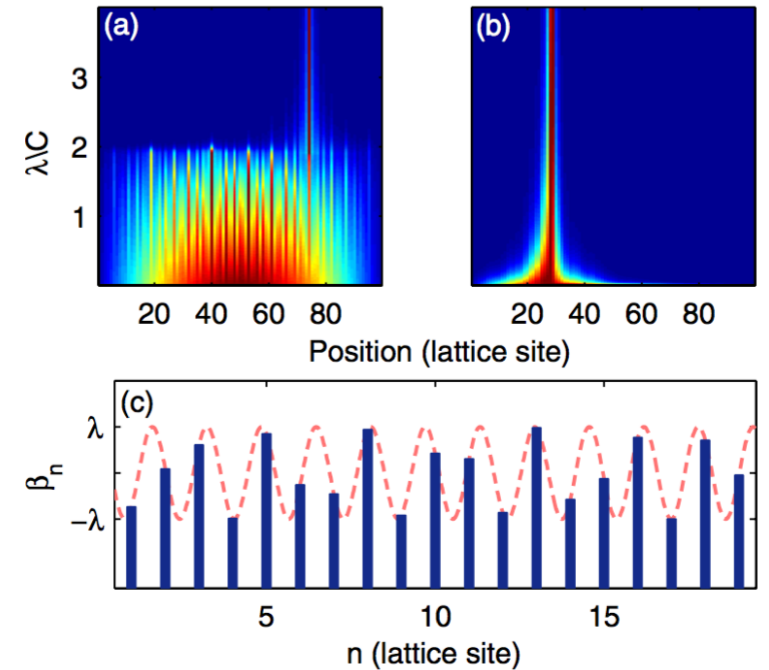 (a)
(b)
3
2
1
λ\C
20 40 60 80
20 40 60 80
Position (lattice site)
(c)
λ
−λ
βn
5 10 15
n (lattice site)